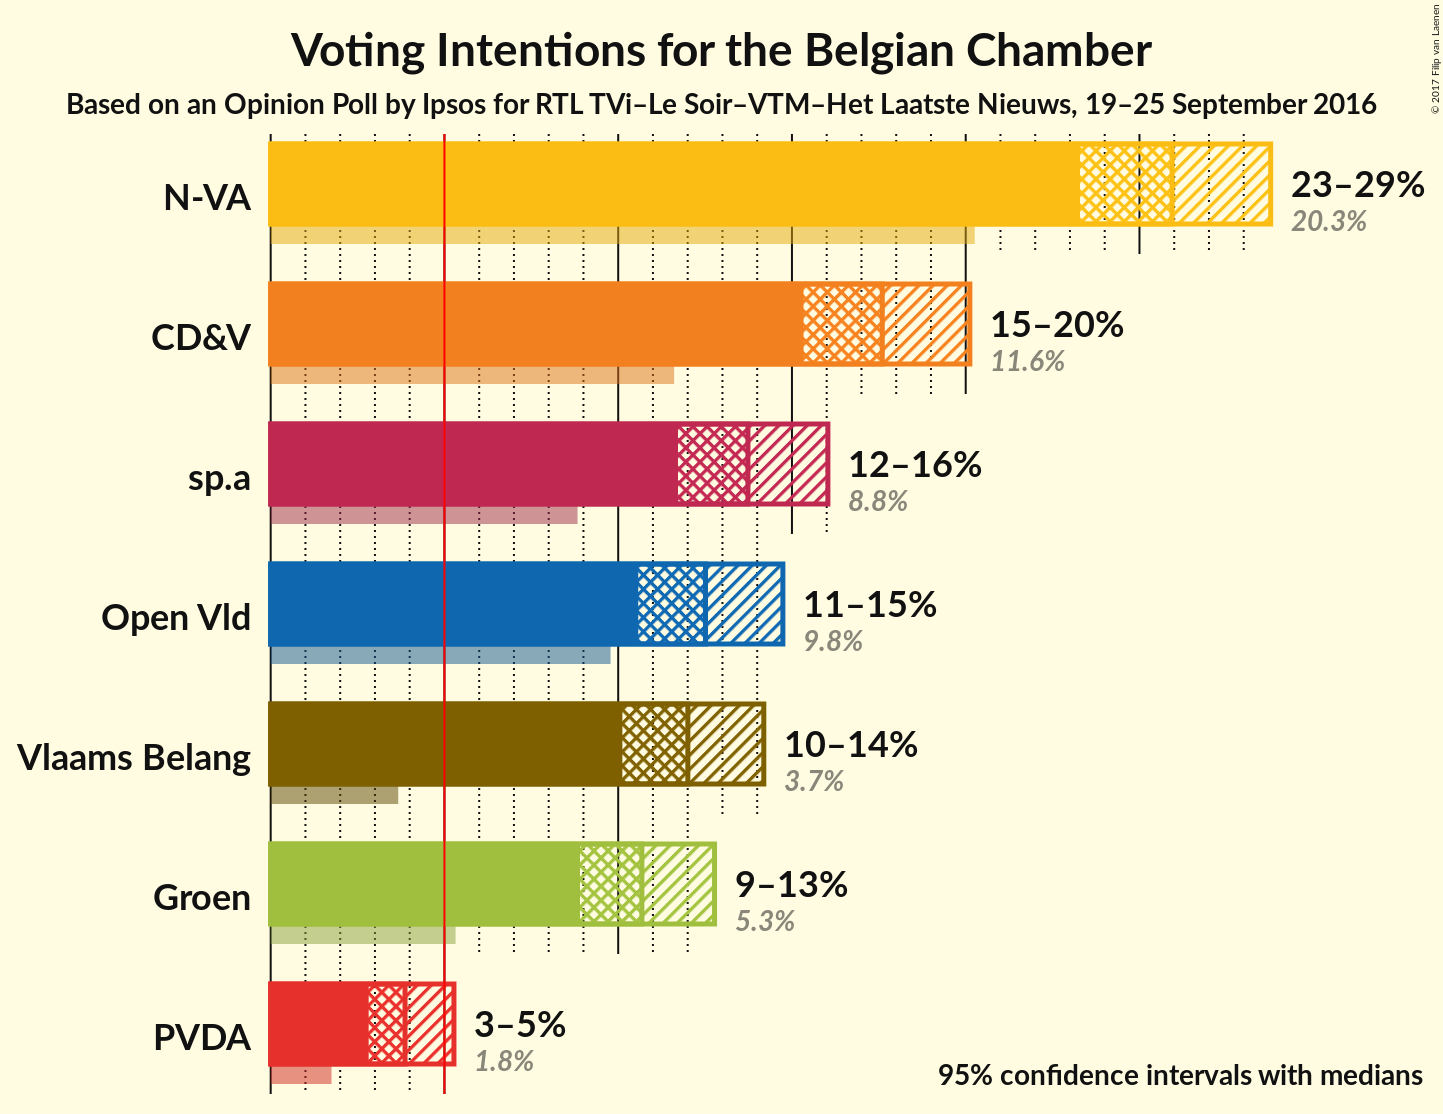 Voting Intentions for the Belgian Chamber
Based on an Opinion Poll by Ipsos for RTL TVi–Le Soir–VTM–Het Laatste Nieuws, 19–25 September 2016
© 2017 Filip van Laenen
N-VA
23–29%
20.3%
CD&V
15–20%
11.6%
sp.a
12–16%
8.8%
Open Vld
11–15%
9.8%
Vlaams Belang
10–14%
3.7%
Groen
9–13%
5.3%
PVDA
3–5%
1.8%
95% confidence intervals with medians